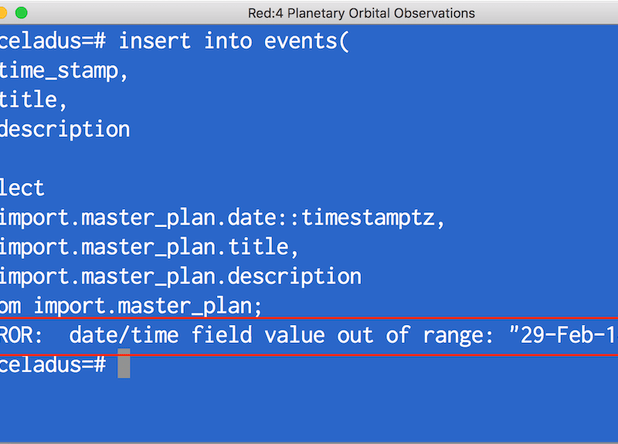 Red:4 Planetary Orbital Observations
celadus=# insert into events(
time_stamp,
title,
description
lect
import.master_plan.date::timestamptz,
import.master_plan.title,
import.master_plan.description
om import.master_plan;
ROR:  date/time field value out of range: "29-Feb-1
celadus=#